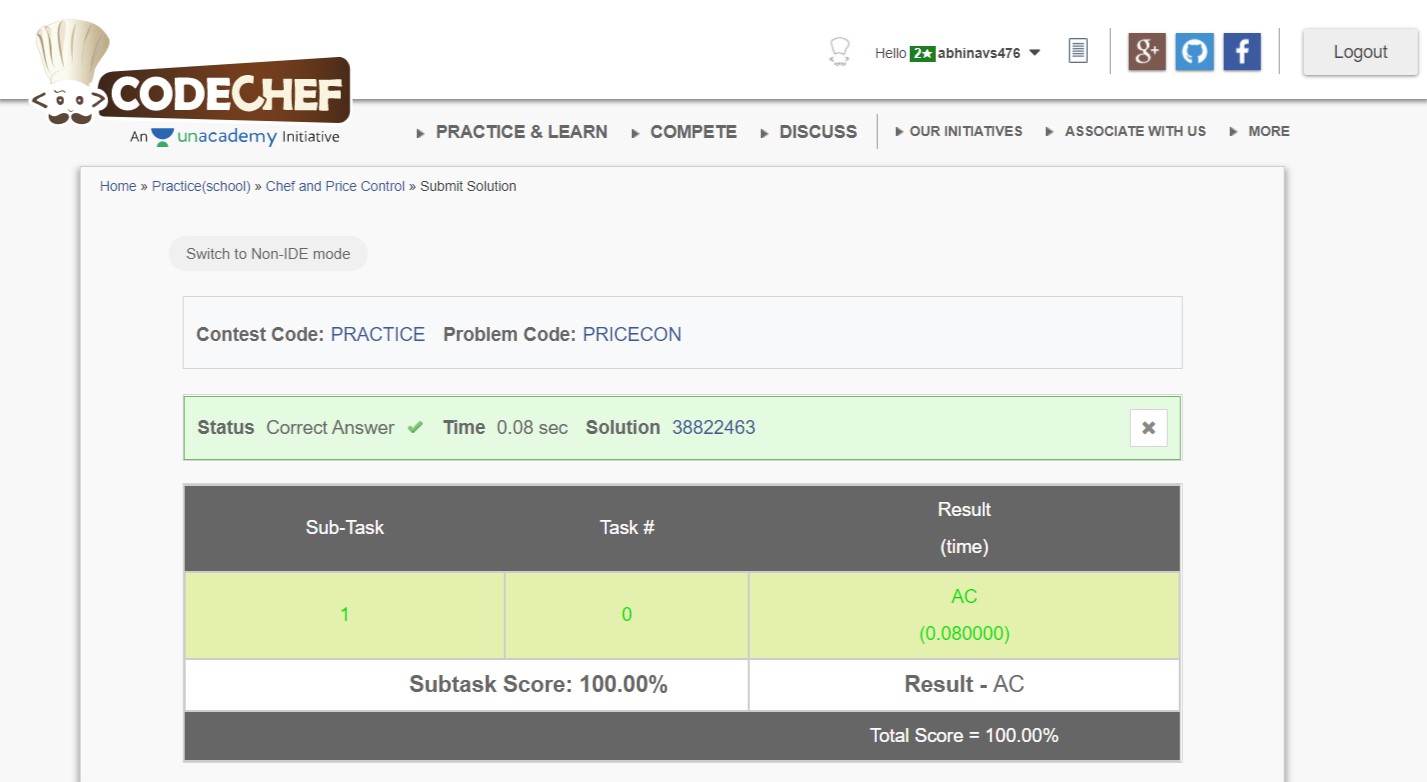 Hello 2★ abhinavs476
g+
f
Logout
CODECHEF
An unacademy Initiative
PRACTICE & LEARN COMPETE DISCUSS OUR INITIATIVES ASSOCIATE WITH US MORE
Home » Practice(school) » Chef and Price Control » Submit Solution
Switch to Non-IDE mode
Contest Code: PRACTICE Problem Code: PRICECON
Status Correct Answer ✔ Time 0.08 sec Solution 38822463 ✖
Sub-Task Task # Result
(time)
1 0 AC
(0.080000)
Subtask Score: 100.00% Result - AC
Total Score = 100.00%